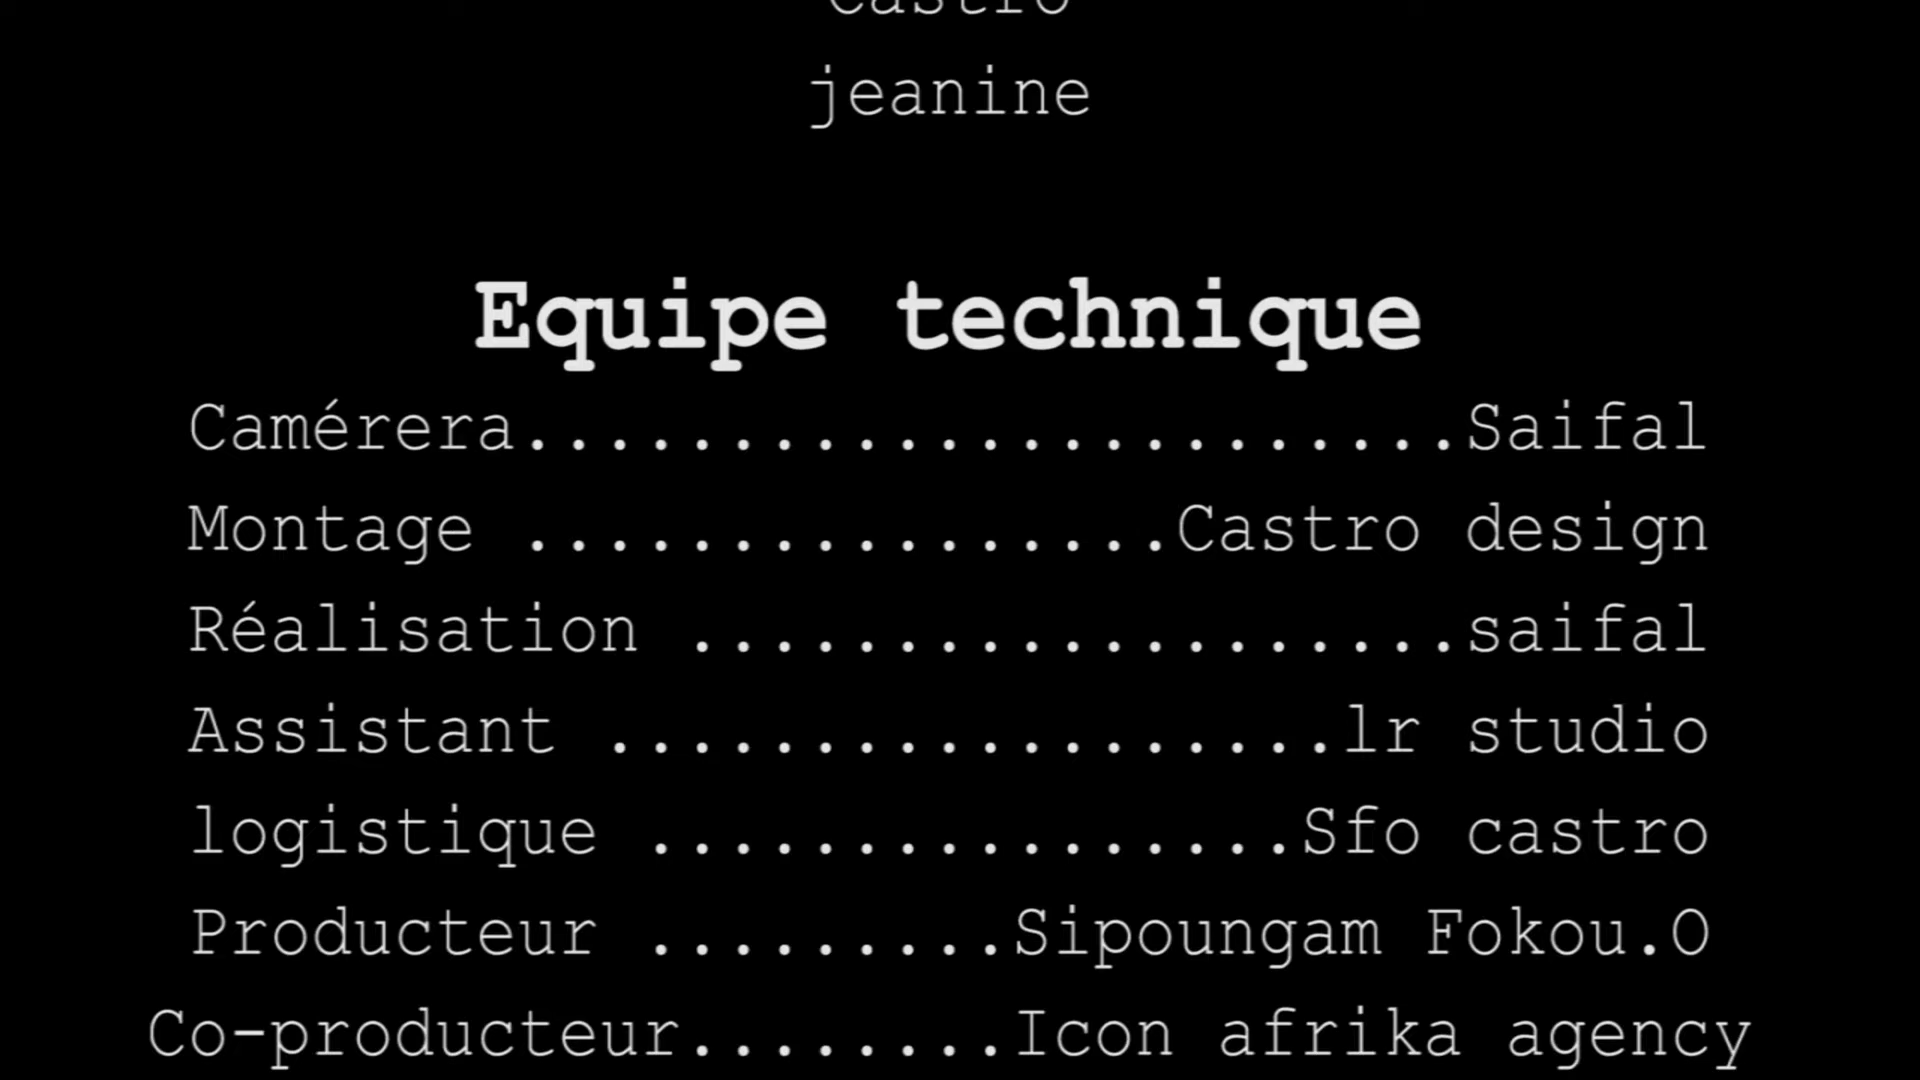 Castro
jeanine
Equipe technique
Camérera.......................Saifal
Montage ................Castro design
Réalisation ...................saifal
Assistant ..................lr studio
logistique ................Sfo castro
Producteur .........Sipoungam Fokou.O
Co-producteur........Icon afrika agency